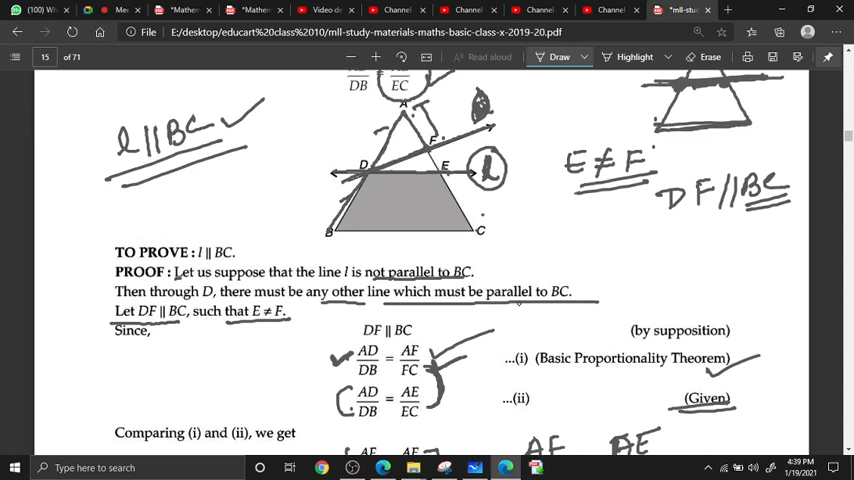 (100) Wh
Mee
*Mathem
*Mathem
Video do
Channel c
Channel c
Channel c
Channel c
*mll-stud
File
E:/desktop/educart%20class%2010/mll-study-materials-maths-basic-class-x-2019-20.pdf
15 of 71
Read aloud
Draw
Highlight
Erase
DB EC
A
l || BC
F
E ≠ F
D
E
l
DF // BC
B
C
TO PROVE : l || BC.
PROOF : Let us suppose that the line l is not parallel to BC.
Then through D, there must be any other line which must be parallel to BC.
Let DF || BC, such that E ≠ F.
Since, DF || BC (by supposition)
AD/DB = AF/FC ...(i) (Basic Proportionality Theorem)
AD/DB = AE/EC ...(ii) (Given)
Comparing (i) and (ii), we get
AF AE
Type here to search
4:39 PM
1/19/2021